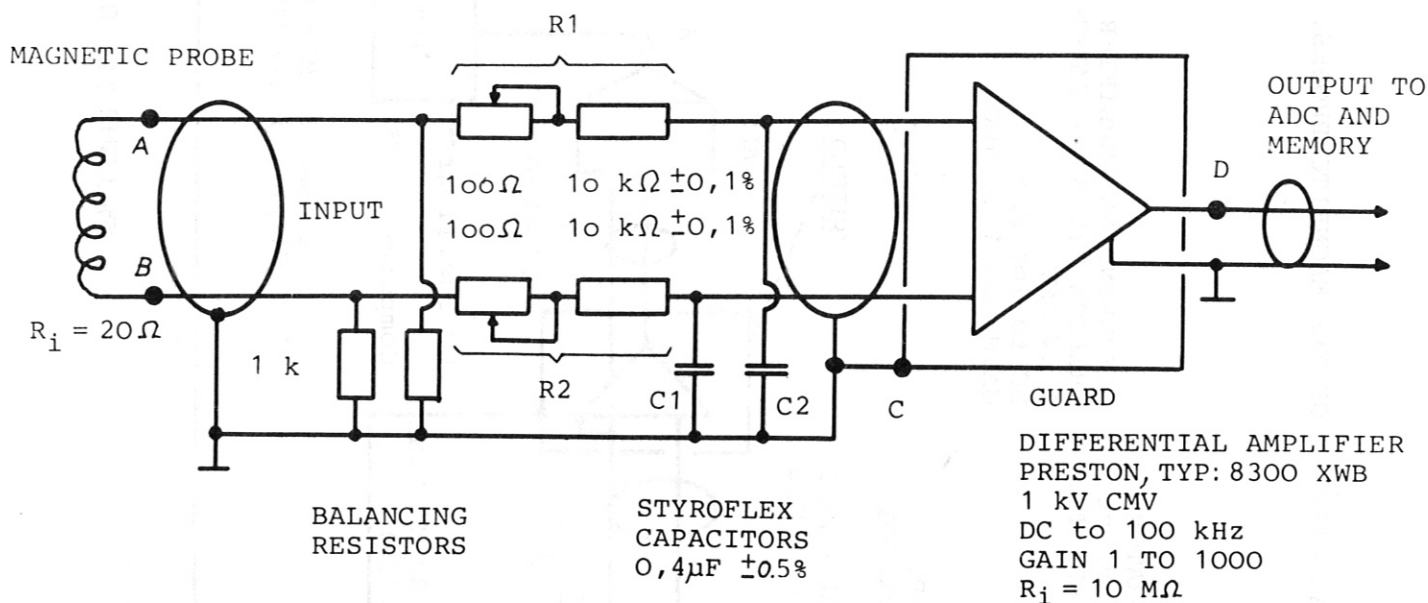 R1
MAGNETIC PROBE
OUTPUT TO
ADC AND
MEMORY
A
D
100Ω 10 kΩ ±0,1%
INPUT
100Ω 10 kΩ ±0,1%
B
Ri = 20Ω
1 k
R2
C1
C2
C
GUARD
DIFFERENTIAL AMPLIFIER
PRESTON, TYP: 8300 XWB
1 kV CMV
DC to 100 kHz
GAIN 1 TO 1000
Ri = 10 MΩ
BALANCING
RESISTORS
STYROFLEX
CAPACITORS
0,4µF ±0.5%